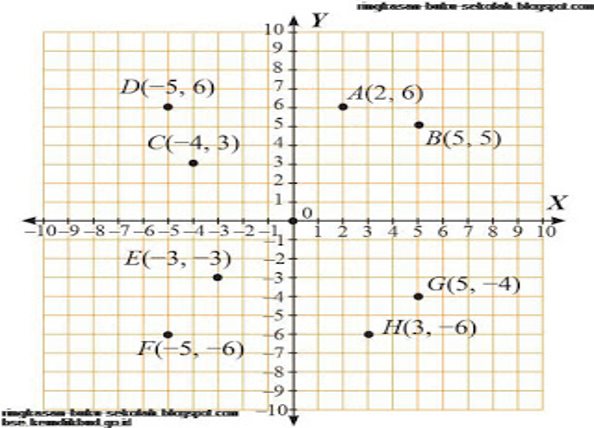 ringkasan-buku-sekolah.blogspot.com
Y
10
9
8
D(−5, 6)
7
A(2, 6)
6
5
B(5, 5)
C(−4, 3)
4
3
2
1
X
0
−10 −9 −8 −7 −6 −5 −4 −3 −2 −1 1 2 3 4 5 6 7 8 9 10
−1
E(−3, −3)
−2
−3
G(5, −4)
−4
−5
H(3, −6)
−6
F(−5, −6)
−7
−8
−9
−10
ringkasan-buku-sekolah.blogspot.com
bse.kemdikbud.go.id